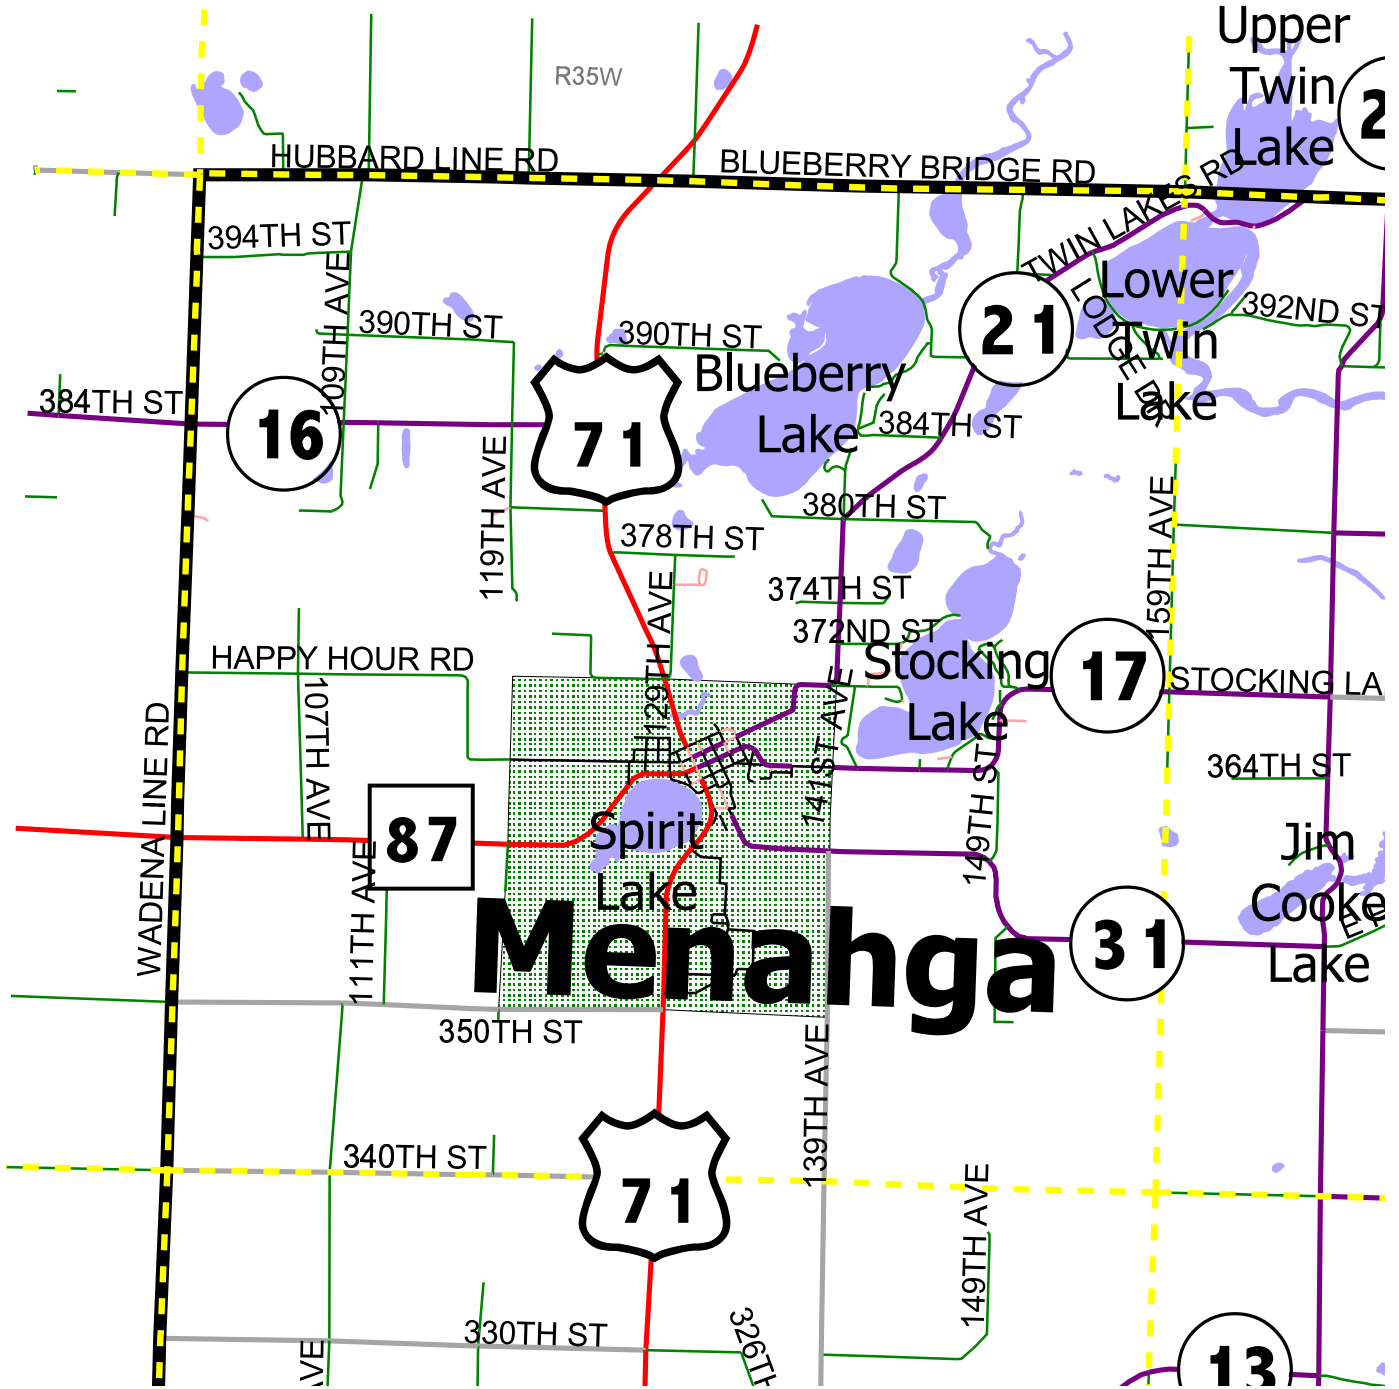 Upper
Twin
Lake
R35W
2
HUBBARD LINE RD
BLUEBERRY BRIDGE RD
TWIN LAKES RD
394TH ST
109TH AVE
390TH ST
390TH ST
21
LODGE DR
Lower
Twin
Lake
392ND ST
Blueberry
Lake
384TH ST
16
71
384TH ST
119TH AVE
380TH ST
378TH ST
159TH AVE
374TH ST
129TH AVE
372ND ST
HAPPY HOUR RD
Stocking
Lake
17
STOCKING LA
107TH AVE
141ST AVE
WADENA LINE RD
149TH ST
364TH ST
87
Spirit
Lake
111TH AVE
Jim
Cooke
Lake
Menahga
31
350TH ST
139TH AVE
340TH ST
71
149TH AVE
330TH ST
326TH
AVE
13